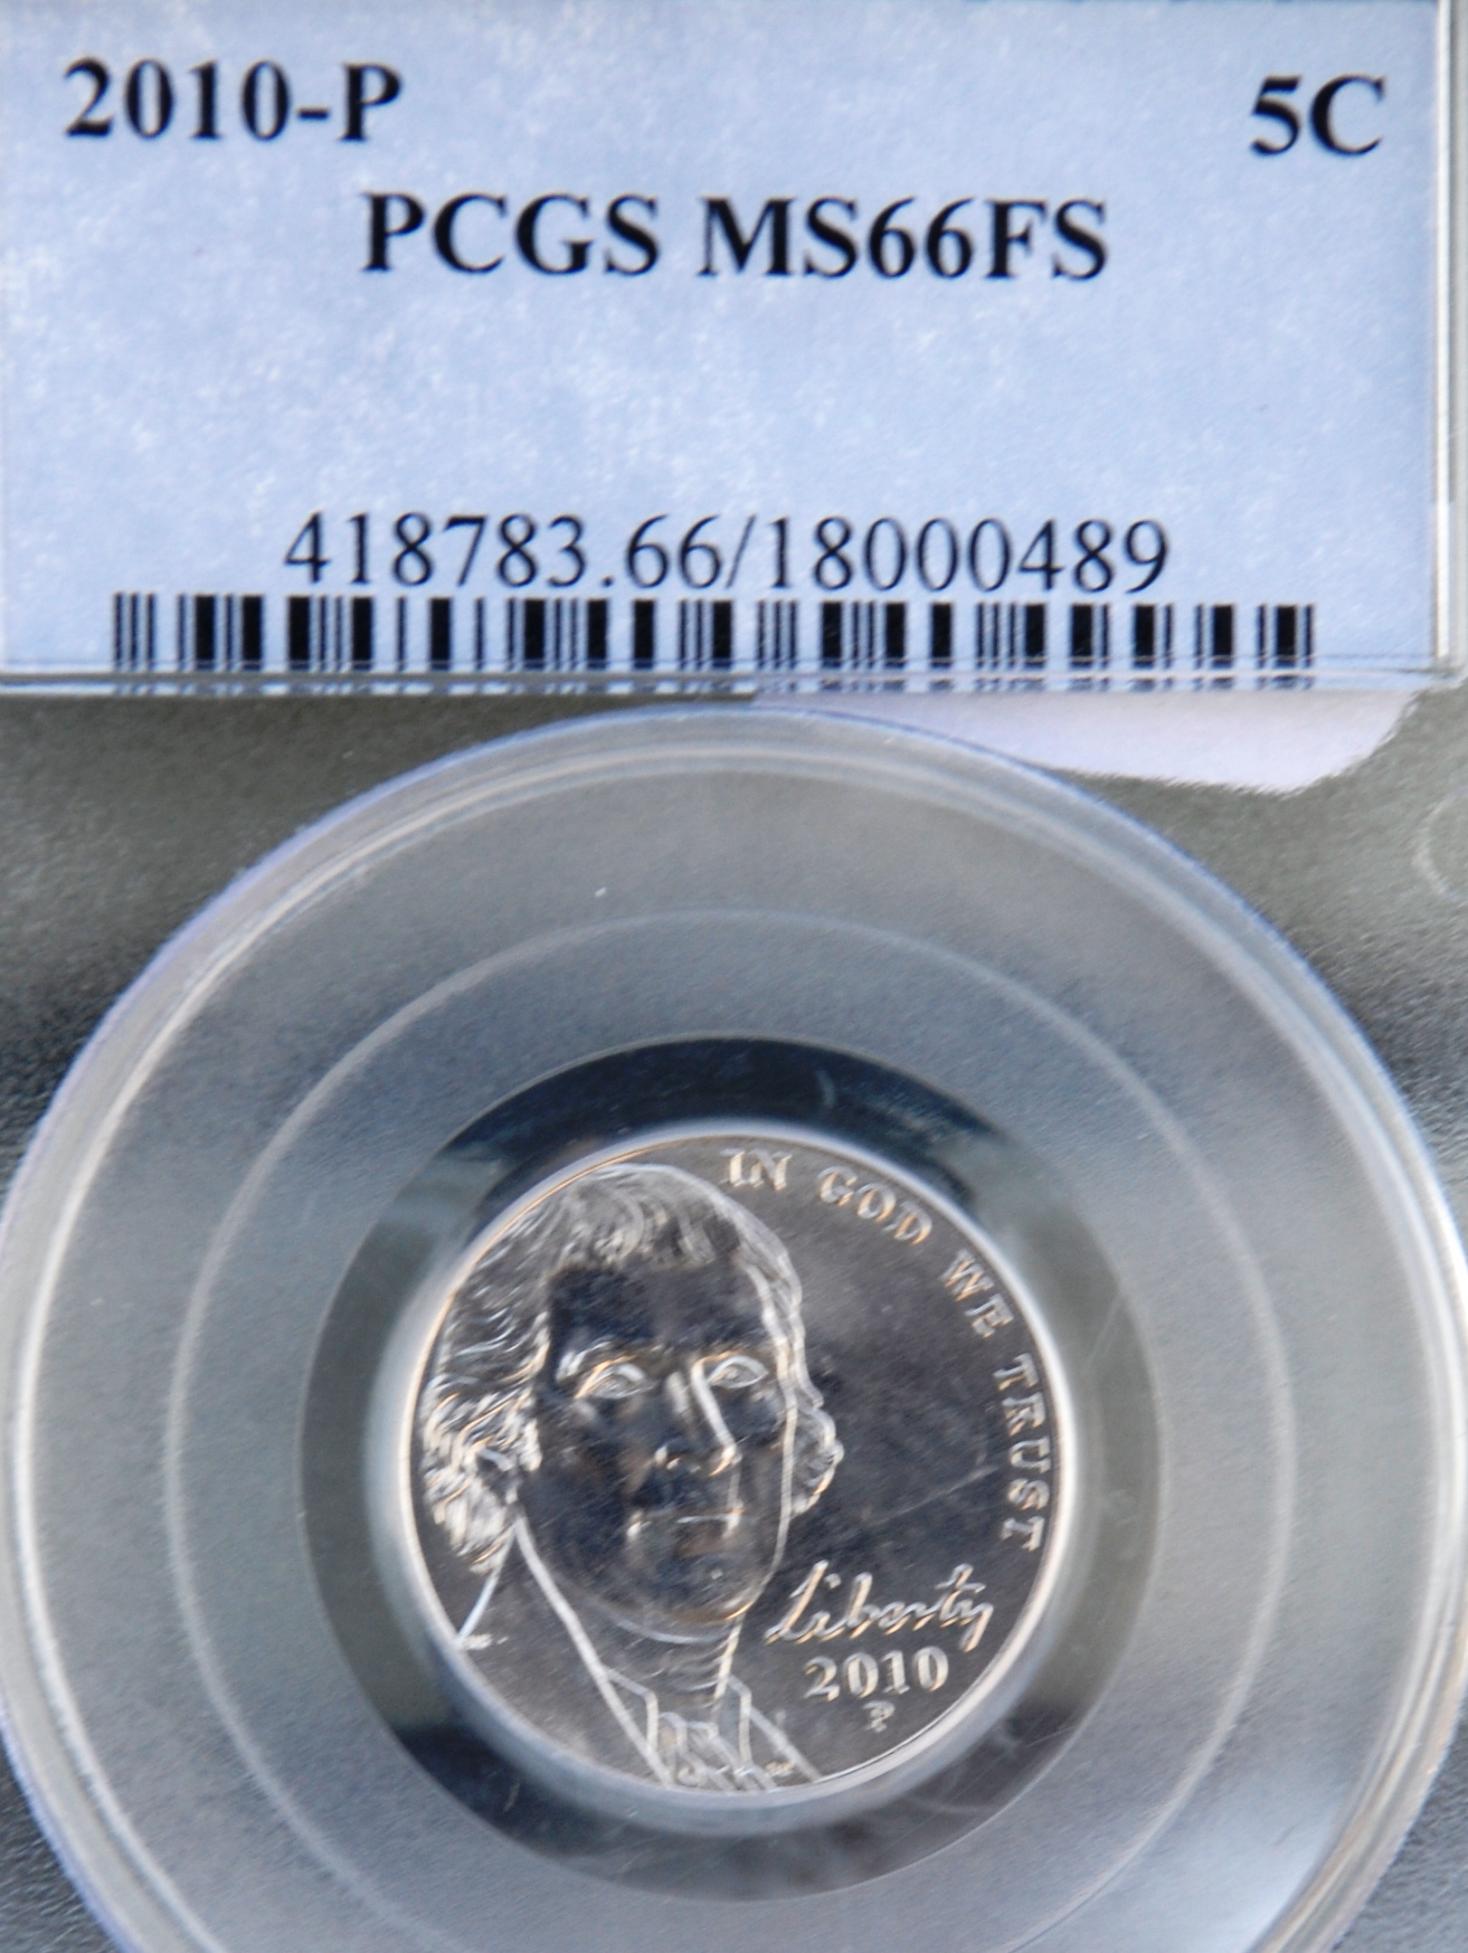 2010-P 5C
PCGS MS66FS
418783.66/18000489
IN GOD WE TRUST
Liberty
2010
P